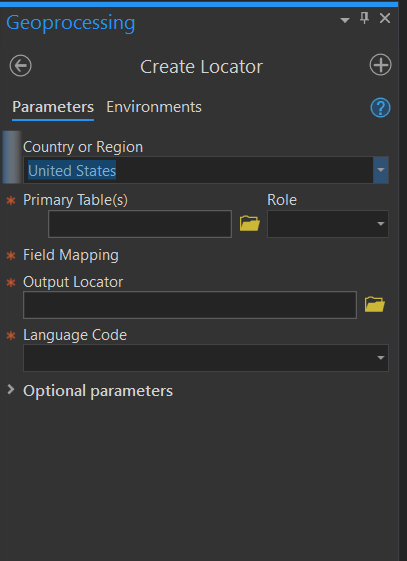 Geoprocessing
Create Locator
Parameters Environments
?
Country or Region
United States
* Primary Table(s) Role
* Field Mapping
* Output Locator
* Language Code
> Optional parameters